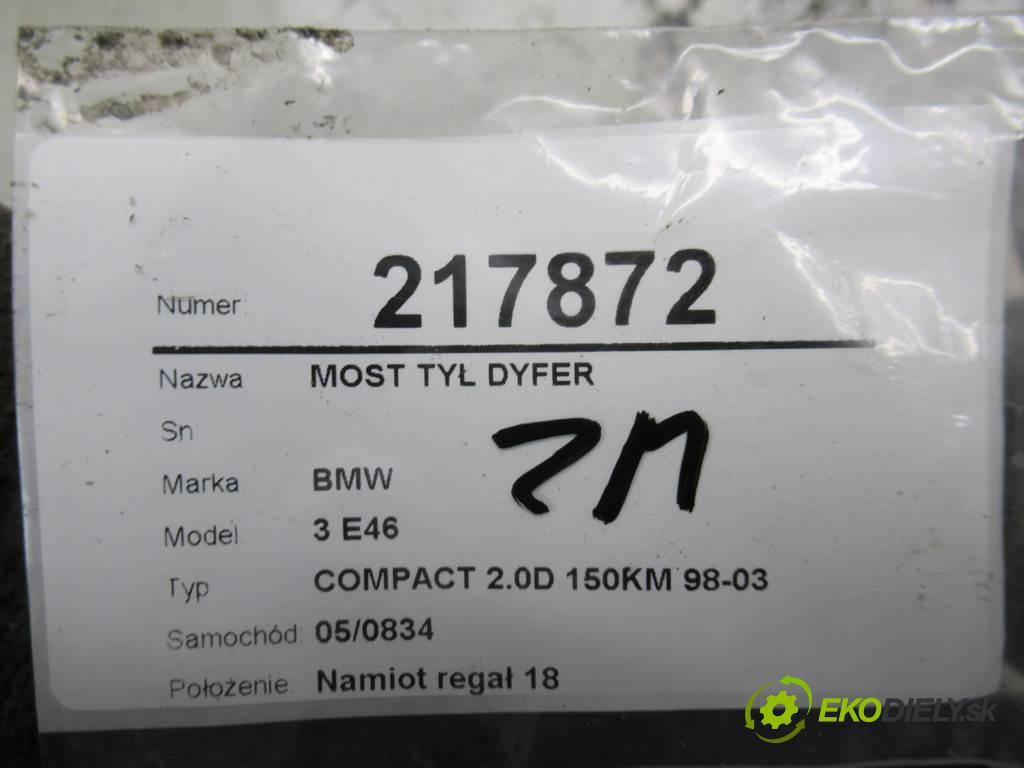 Numer 217872
Nazwa MOST TYŁ DYFER
Sn
Marka BMW
Model 3 E46
Typ COMPACT 2.0D 150KM 98-03
Samochód: 05/0834
Położenie Namiot regał 18
EKODIELY.sk